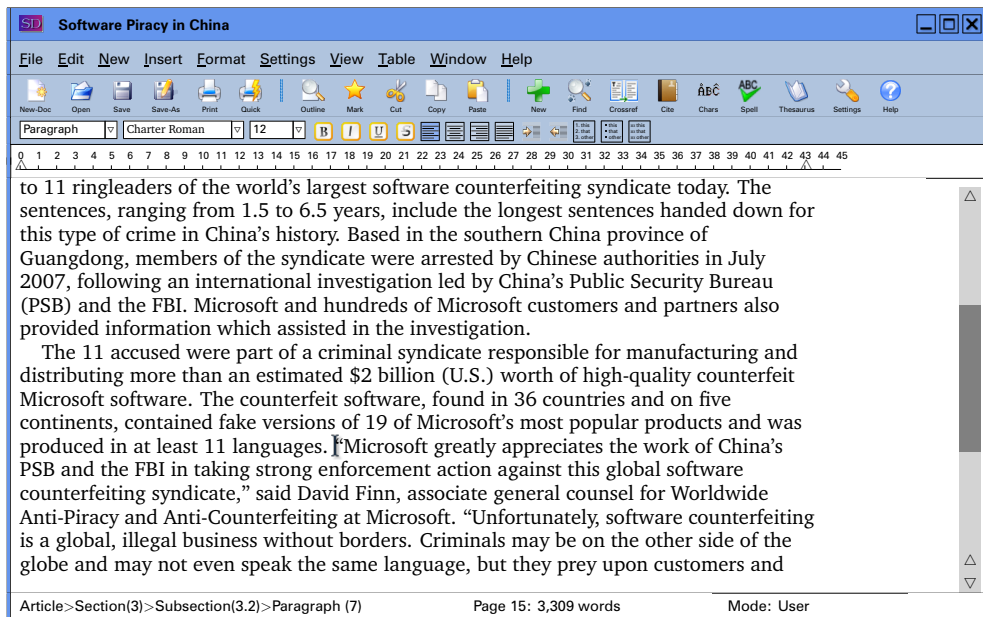 SD Software Piracy in China
File Edit New Insert Format Settings View Table Window Help
New-Doc Open Save Save-As Print Quick Outline Mark Cut Copy Paste New Find Crossref Cite Chars Spell Thesaurus Settings Help
Paragraph Charter Roman 12 B I U S
0 1 2 3 4 5 6 7 8 9 10 11 12 13 14 15 16 17 18 19 20 21 22 23 24 25 26 27 28 29 30 31 32 33 34 35 36 37 38 39 40 41 42 43 44 45
to 11 ringleaders of the world’s largest software counterfeiting syndicate today. The
sentences, ranging from 1.5 to 6.5 years, include the longest sentences handed down for
this type of crime in China’s history. Based in the southern China province of
Guangdong, members of the syndicate were arrested by Chinese authorities in July
2007, following an international investigation led by China’s Public Security Bureau
(PSB) and the FBI. Microsoft and hundreds of Microsoft customers and partners also
provided information which assisted in the investigation.
The 11 accused were part of a criminal syndicate responsible for manufacturing and
distributing more than an estimated $2 billion (U.S.) worth of high-quality counterfeit
Microsoft software. The counterfeit software, found in 36 countries and on five
continents, contained fake versions of 19 of Microsoft’s most popular products and was
produced in at least 11 languages. “Microsoft greatly appreciates the work of China’s
PSB and the FBI in taking strong enforcement action against this global software
counterfeiting syndicate,” said David Finn, associate general counsel for Worldwide
Anti-Piracy and Anti-Counterfeiting at Microsoft. “Unfortunately, software counterfeiting
is a global, illegal business without borders. Criminals may be on the other side of the
globe and may not even speak the same language, but they prey upon customers and
Article>Section(3)>Subsection(3.2)>Paragraph (7) Page 15: 3,309 words Mode: User